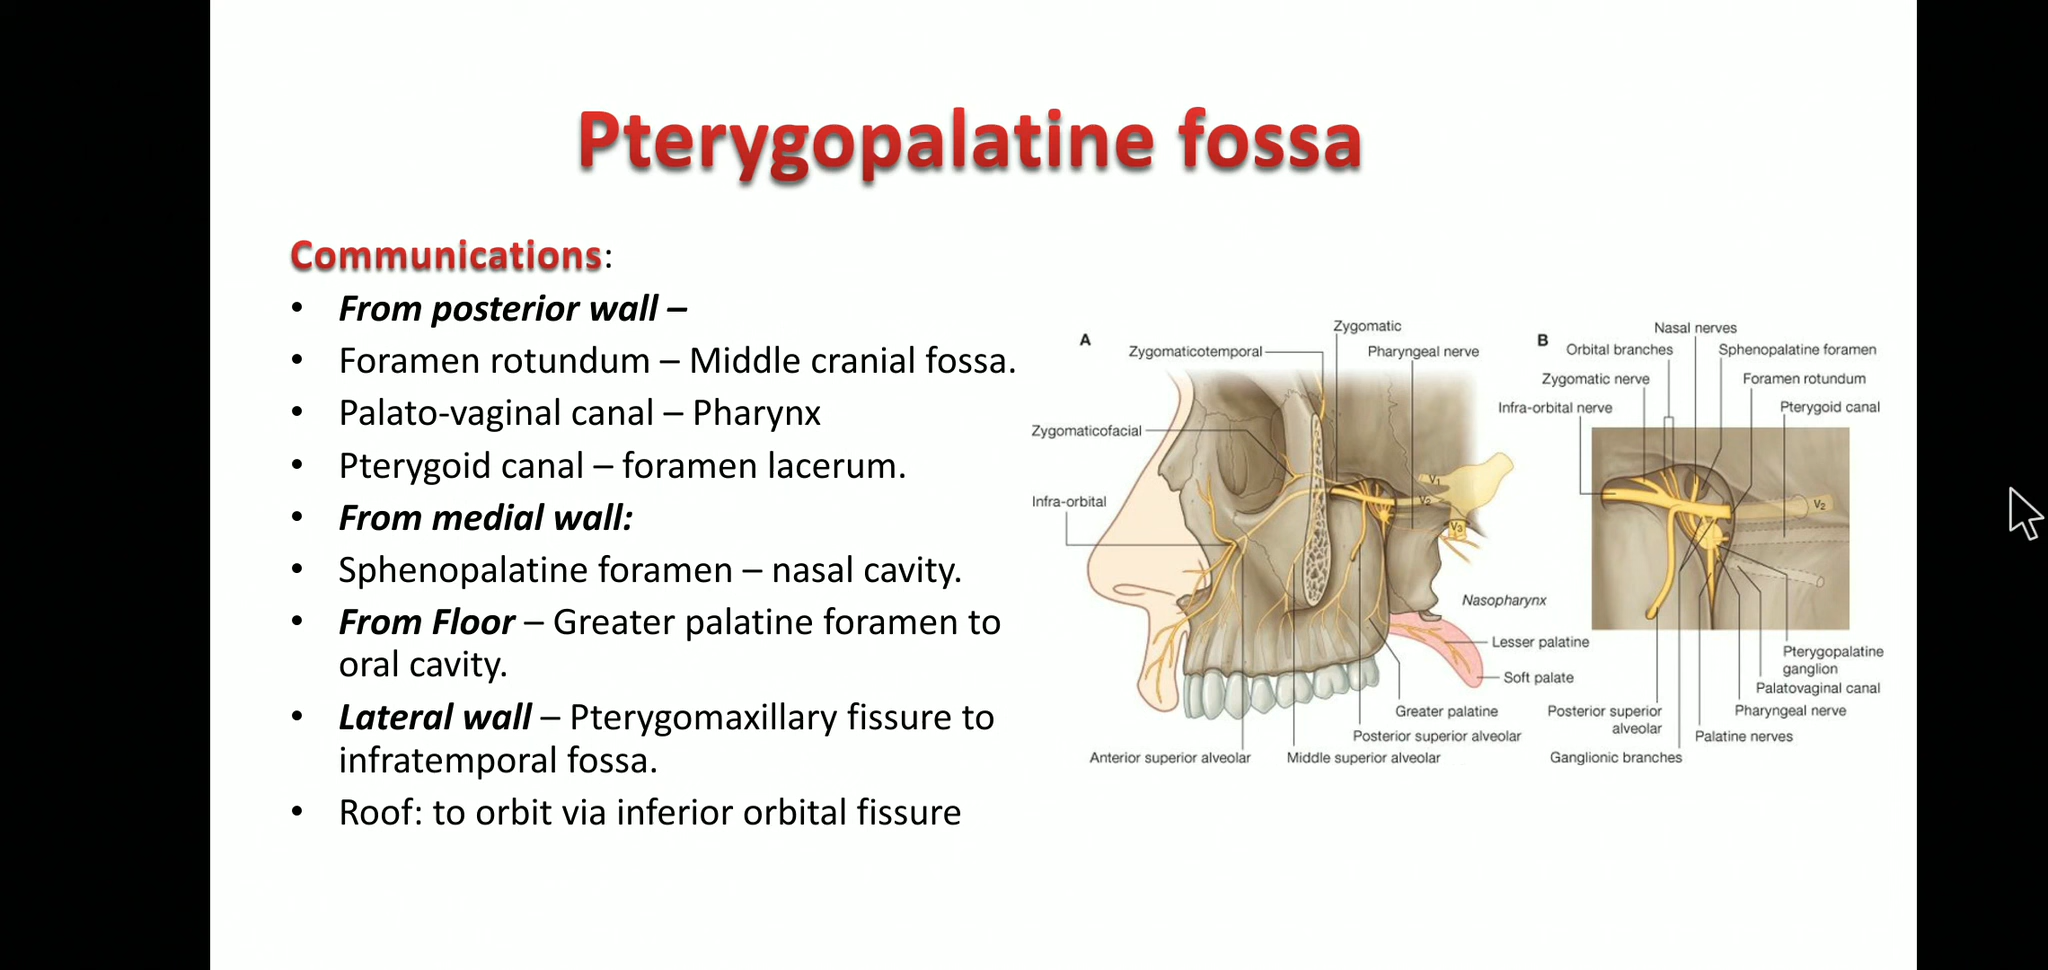 Pterygopalatine fossa
Communications:
• From posterior wall –
• Foramen rotundum – Middle cranial fossa.
• Palato-vaginal canal – Pharynx
• Pterygoid canal – foramen lacerum.
• From medial wall:
• Sphenopalatine foramen – nasal cavity.
• From Floor – Greater palatine foramen to
oral cavity.
• Lateral wall – Pterygomaxillary fissure to
infratemporal fossa.
• Roof: to orbit via inferior orbital fissure
A
Zygomatic
Zygomaticotemporal
Pharyngeal nerve
Zygomaticofacial
Infra-orbital
V1
V2
V3
Nasopharynx
Lesser palatine
Soft palate
Greater palatine
Posterior superior alveolar
Anterior superior alveolar
Middle superior alveolar
B
Nasal nerves
Orbital branches
Sphenopalatine foramen
Zygomatic nerve
Foramen rotundum
Infra-orbital nerve
Pterygoid canal
V2
Pterygopalatine
ganglion
Palatovaginal canal
Posterior superior
alveolar
Pharyngeal nerve
Palatine nerves
Ganglionic branches